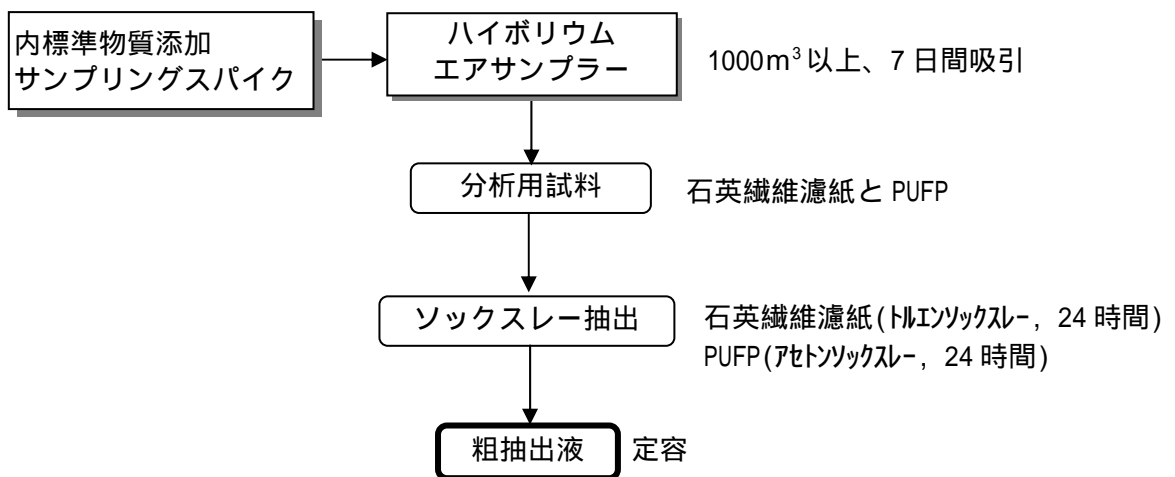 内標準物質添加
サンプリングスパイク
ハイボリウム
エアサンプラー
1000m³以上、7日間吸引
分析用試料
石英繊維濾紙と PUFP
ソックスレー抽出
石英繊維濾紙(ﾄﾙｴﾝｿｯｸｽﾚｰ, 24時間)
PUFP(ｱｾﾄﾝｿｯｸｽﾚｰ, 24時間)
粗抽出液
定容